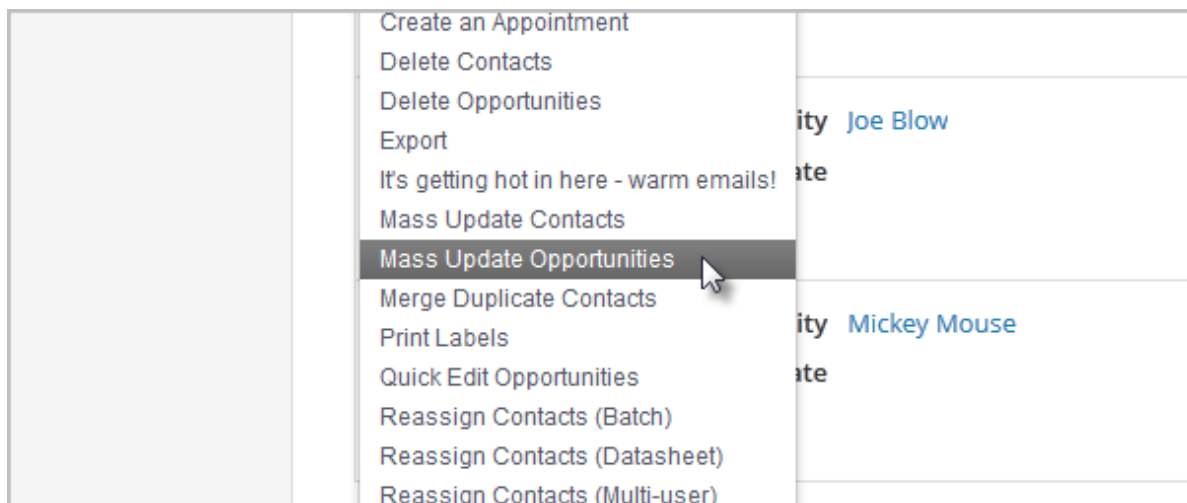 Create an Appointment
Delete Contacts
Delete Opportunities
ity Joe Blow
Export
It's getting hot in here - warm emails!
ate
Mass Update Contacts
Mass Update Opportunities
Merge Duplicate Contacts
ity Mickey Mouse
Print Labels
Quick Edit Opportunities
ate
Reassign Contacts (Batch)
Reassign Contacts (Datasheet)
Reassign Contacts (Multi-user)